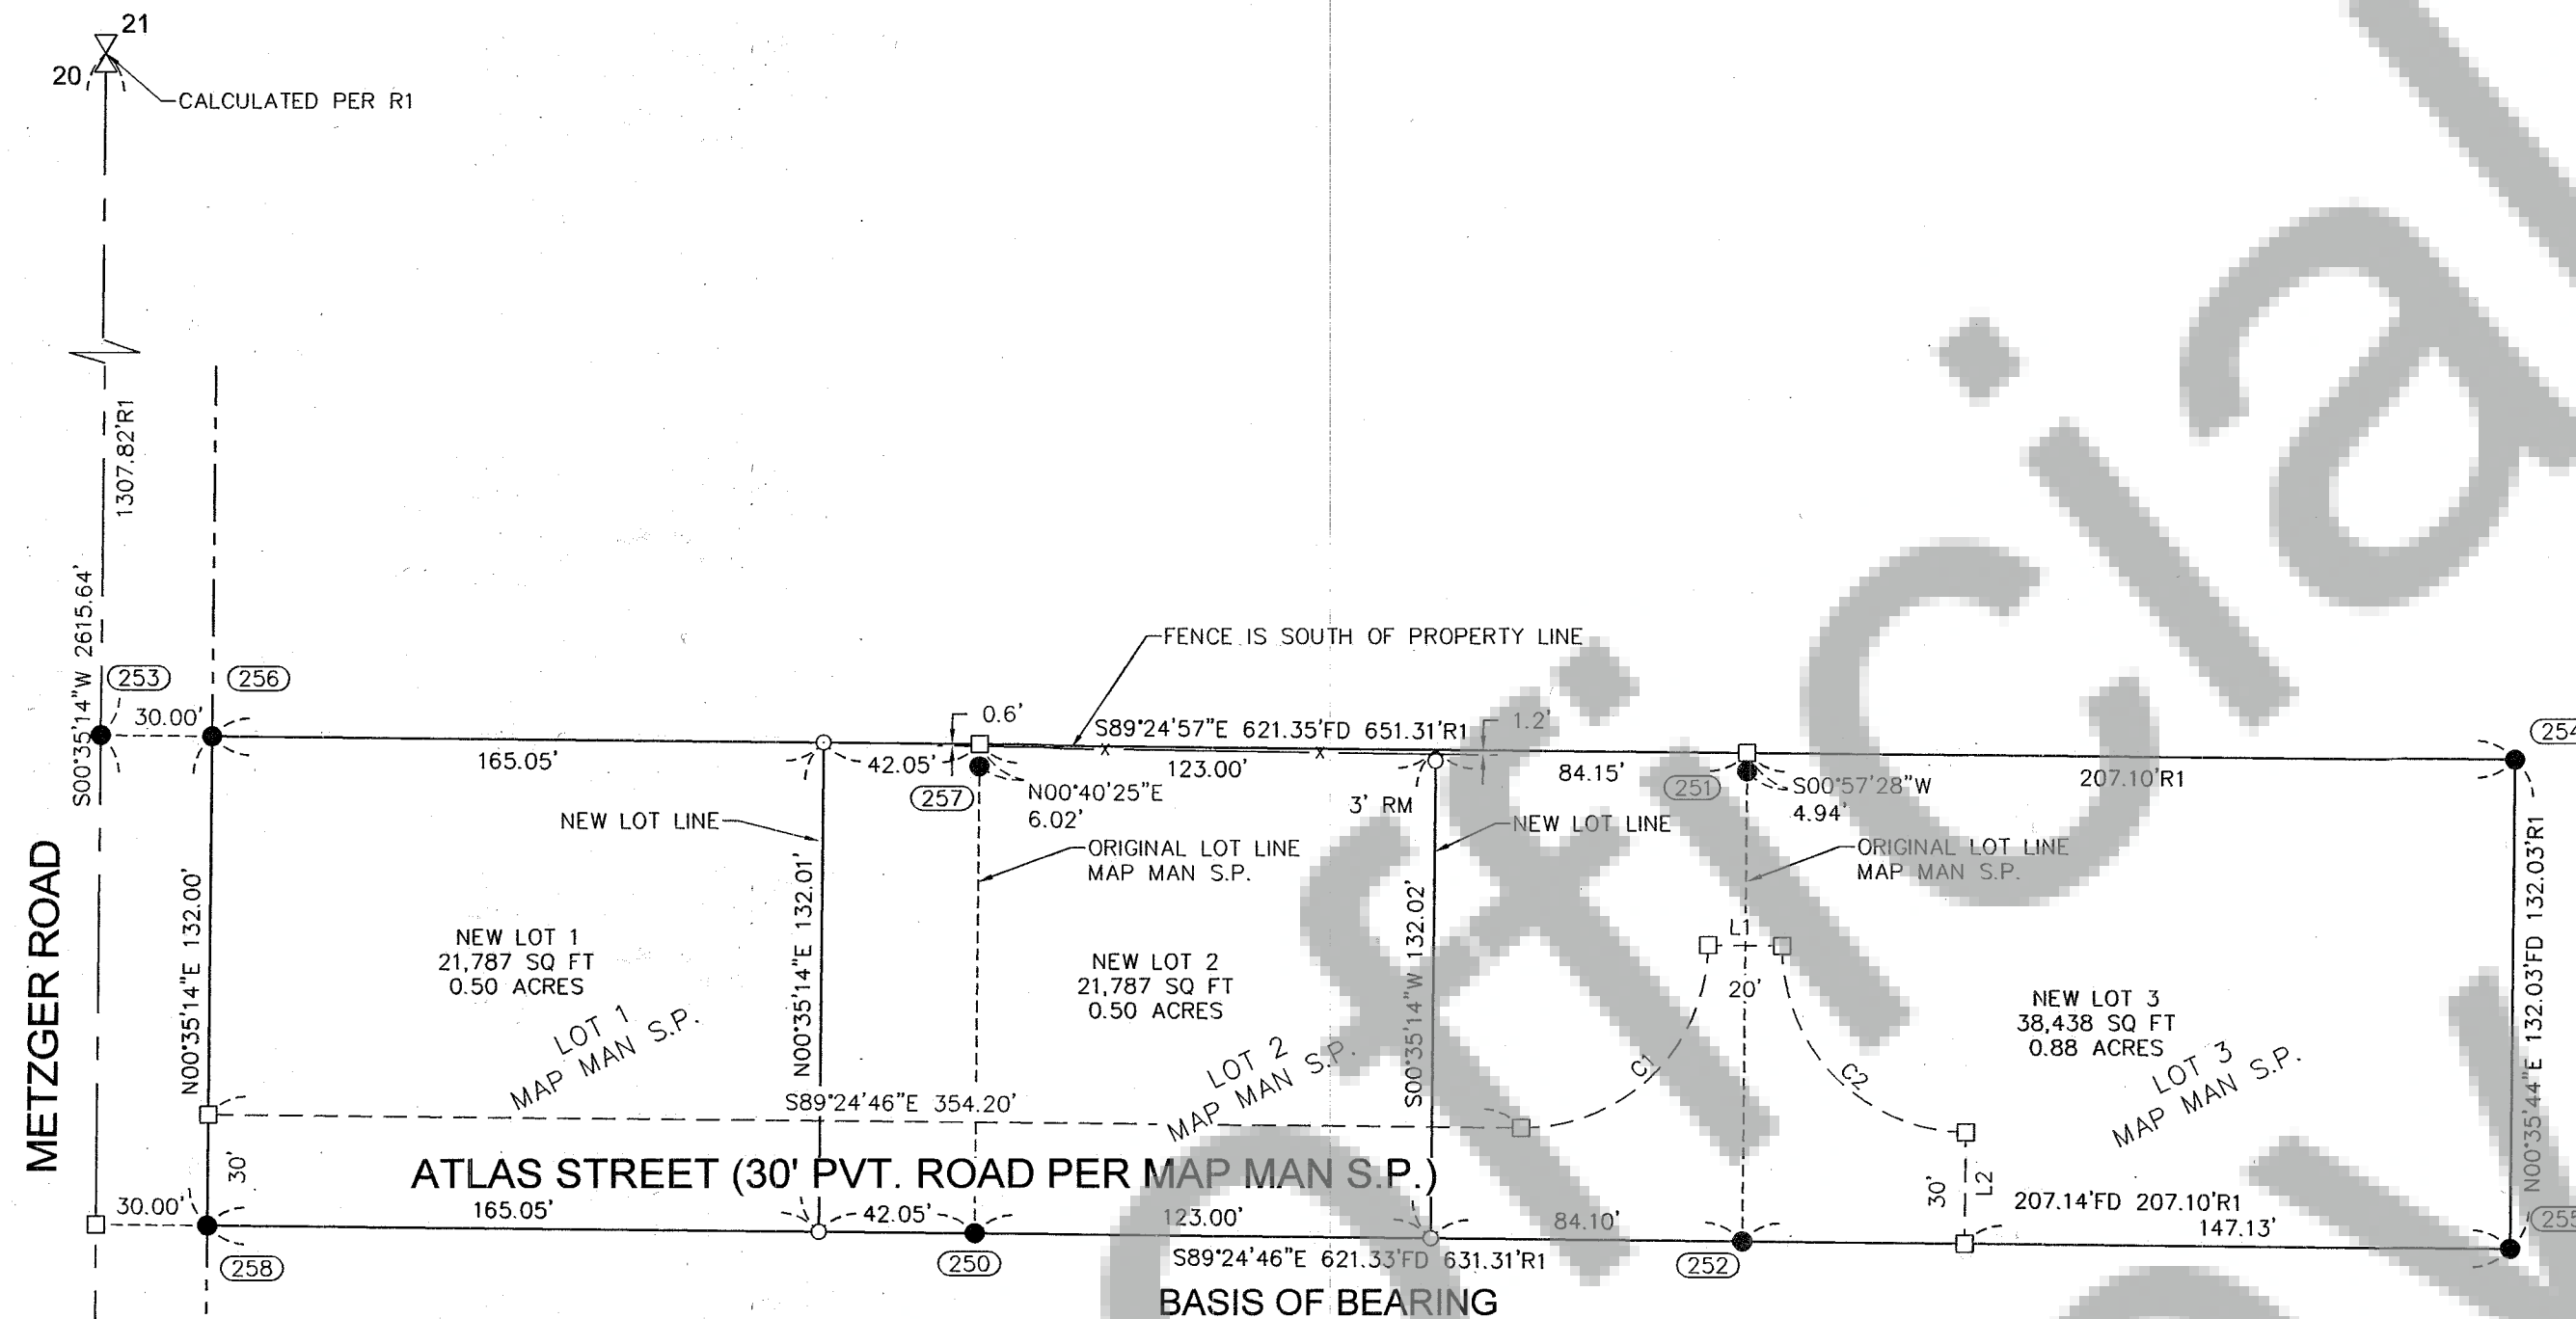 21
20
CALCULATED PER R1
1307.82'R1
S00°35'14"W 2615.64'
FENCE IS SOUTH OF PROPERTY LINE
253
256
30.00'
0.6'
S89°24'57"E 621.35'FD 651.31'R1
1.2'
254
165.05'
42.05'
123.00'
84.15'
207.10'R1
257
N00°40'25"E
6.02'
251
S00°57'28"W
4.94'
3' RM
NEW LOT LINE
NEW LOT LINE
ORIGINAL LOT LINE
MAP MAN S.P.
ORIGINAL LOT LINE
MAP MAN S.P.
METZGER ROAD
N00°35'14"E 132.00'
N00°35'14"E 132.01'
S00°35'14"W 132.02'
N00°35'44"E 132.03'FD 132.03'R1
NEW LOT 1
21,787 SQ FT
0.50 ACRES
NEW LOT 2
21,787 SQ FT
0.50 ACRES
L1
20'
NEW LOT 3
38,438 SQ FT
0.88 ACRES
LOT 1
MAP MAN S.P.
LOT 2
MAP MAN S.P.
C1
C2
LOT 3
MAP MAN S.P.
S89°24'46"E 354.20'
30'
ATLAS STREET (30' PVT. ROAD PER MAP MAN S.P.)
30'
L2
30.00'
165.05'
42.05'
123.00'
84.10'
207.14'FD 207.10'R1
147.13'
255
258
250
S89°24'46"E 621.33'FD 631.31'R1
252
BASIS OF BEARING